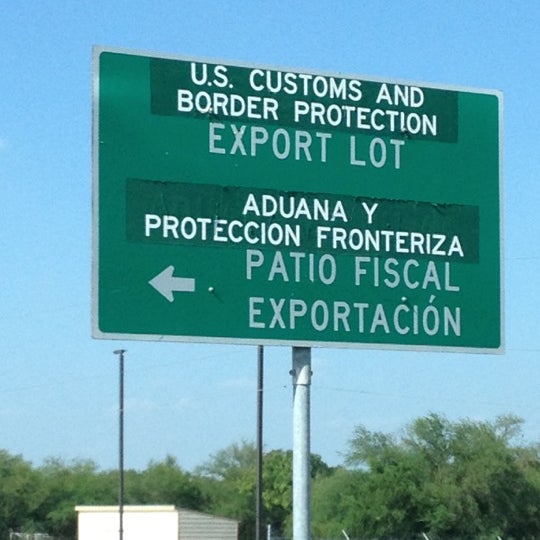 U.S. CUSTOMS AND
BORDER PROTECTION
EXPORT LOT
ADUANA Y
PROTECCION FRONTERIZA
PATIO FISCAL
EXPORTACIÓN